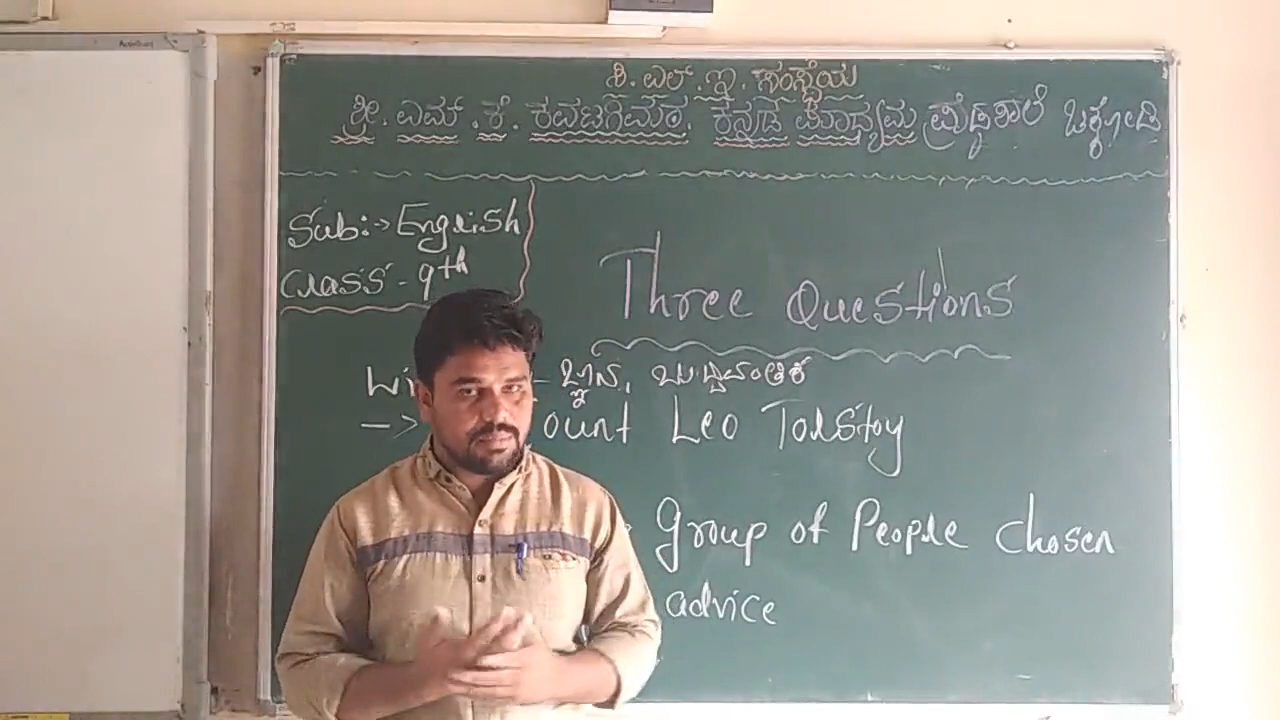 ಸಿ. ಎಲ್. ಇ. ಸಂಸ್ಥೆಯ
ಶ್ರೀ. ಎಮ್. ಕೆ. ಕವಟಗಿಮಠ. ಕನ್ನಡ ಮಾಧ್ಯಮ ಪ್ರೌಢಶಾಲೆ
Sub:→ English
Class - 9th
Three Questions
ಜ್ಞಾನ,
Leo Tolstoy
group of People chosen
advice